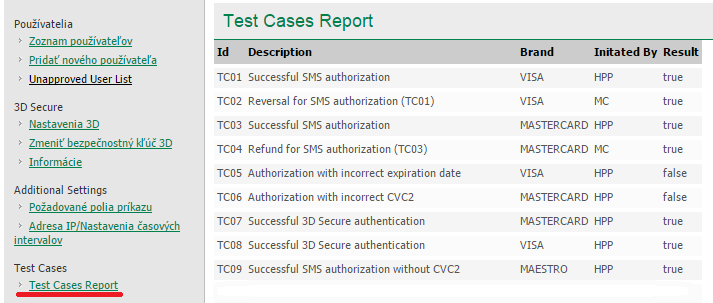 Používatelia
Zoznam používateľov
Pridať nového používateľa
Unapproved User List
3D Secure
Nastavenia 3D
Zmeniť bezpečnostný kľúč 3D
Informácie
Additional Settings
Požadované polia príkazu
Adresa IP/Nastavenia časových
intervalov
Test Cases
Test Cases Report
Test Cases Report
Id Description Brand Initated By Result
TC01 Successful SMS authorization VISA HPP true
TC02 Reversal for SMS authorization (TC01) VISA MC true
TC03 Successful SMS authorization MASTERCARD HPP true
TC04 Refund for SMS authorization (TC03) MASTERCARD MC true
TC05 Authorization with incorrect expiration date VISA HPP false
TC06 Authorization with incorrect CVC2 MASTERCARD HPP false
TC07 Successful 3D Secure authentication MASTERCARD HPP true
TC08 Successful 3D Secure authentication VISA HPP true
TC09 Successful SMS authorization without CVC2 MAESTRO HPP true